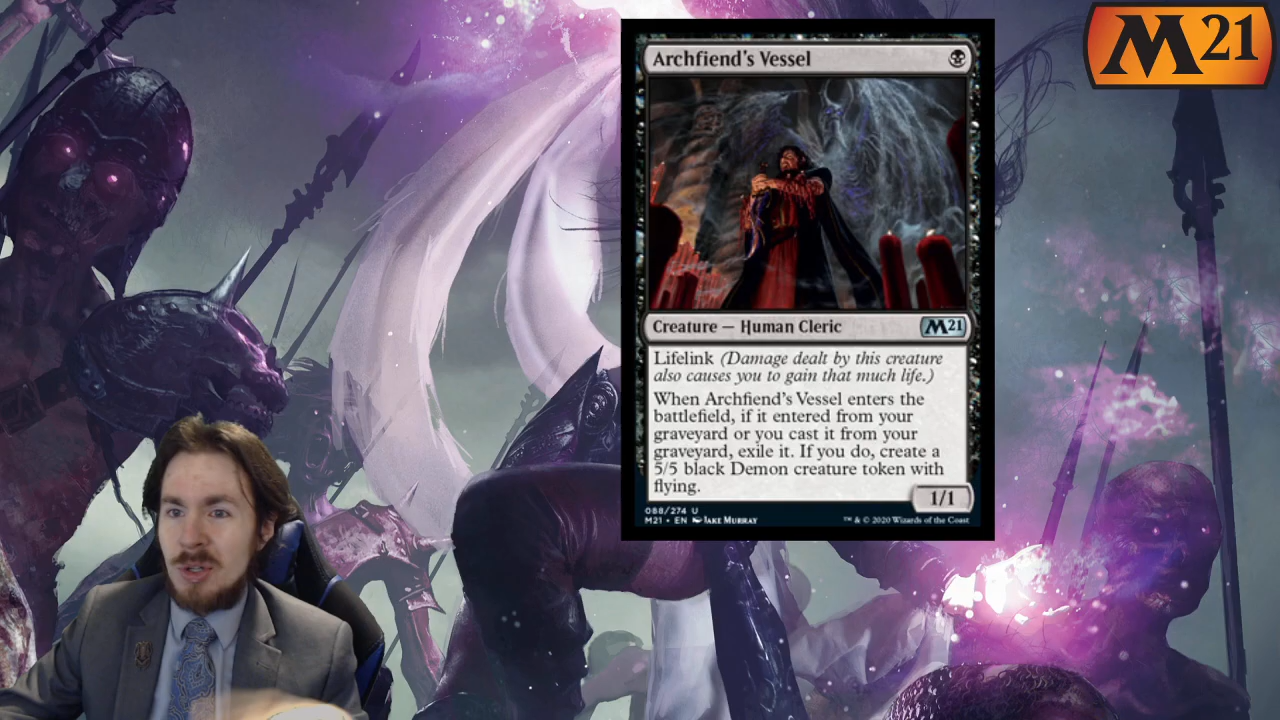 M21
Archfiend's Vessel
Creature — Human Cleric
M21
Lifelink (Damage dealt by this creature
also causes you to gain that much life.)
When Archfiend's Vessel enters the
battlefield, if it entered from your
graveyard or you cast it from your
graveyard, exile it. If you do, create a
5/5 black Demon creature token with
flying.
1/1
088/274 U
M21 • EN JAKE MURRAY
™ & © 2020 Wizards of the Coast